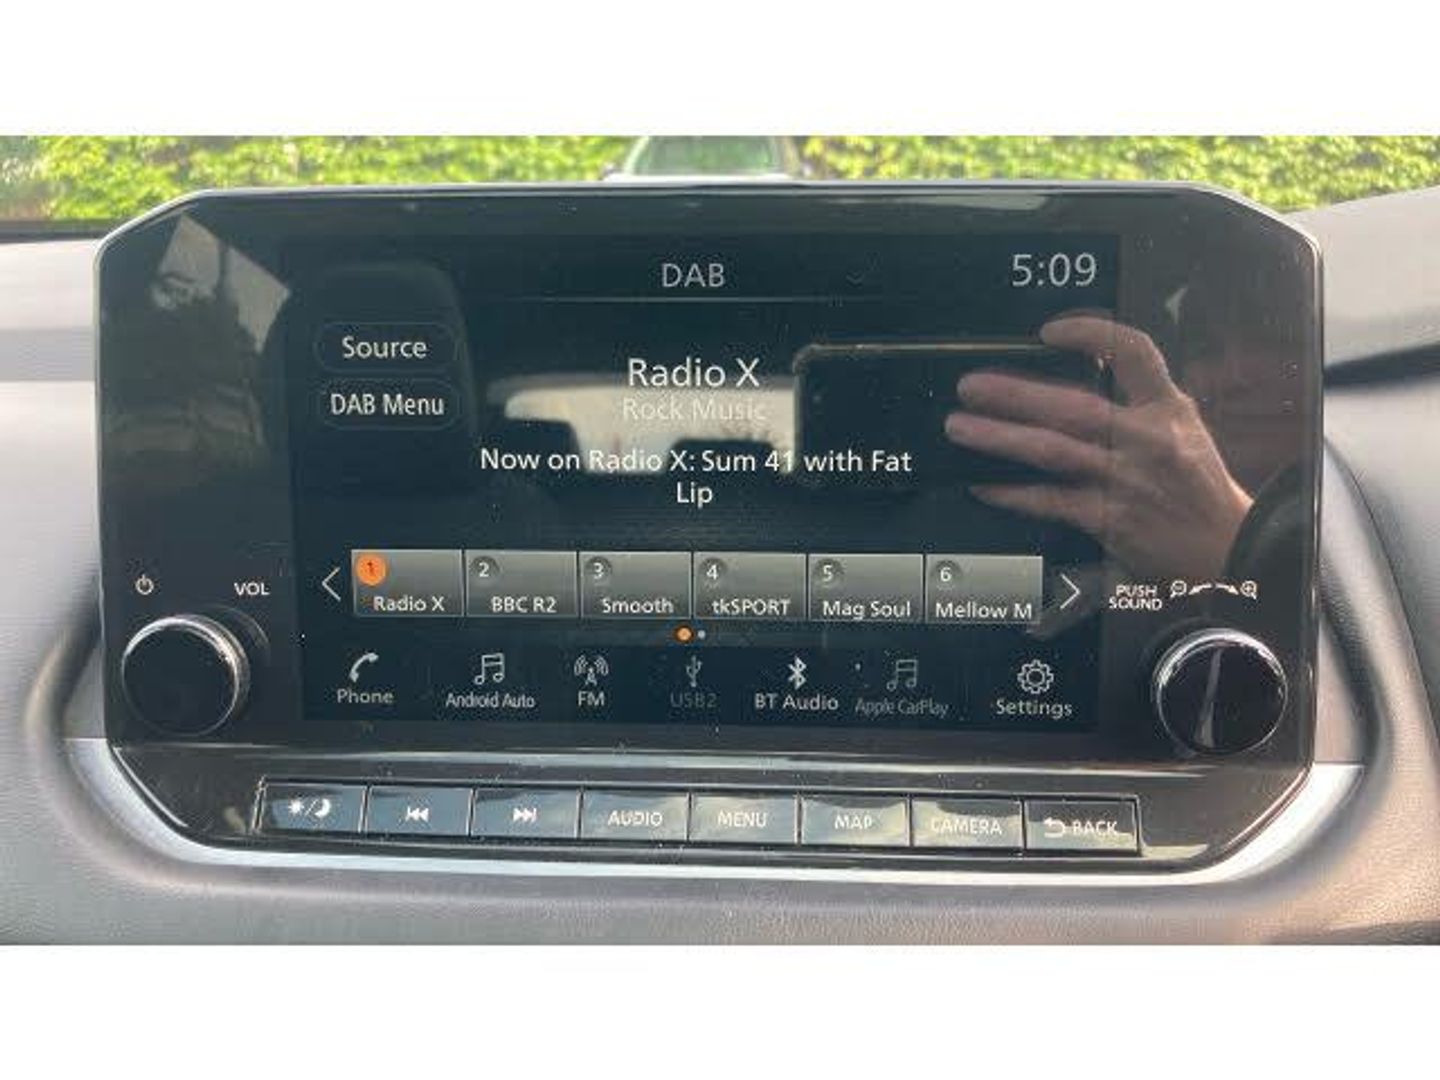 DAB
5:09
Source
DAB Menu
Radio X
Rock Music
Now on Radio X: Sum 41 with Fat
Lip
1 Radio X
2 BBC R2
3 Smooth
4 tkSPORT
5 Mag Soul
6 Mellow M
VOL
PUSH
SOUND
Phone
Android Auto
FM
USB2
BT Audio
Apple CarPlay
Settings
AUDIO
MENU
MAP
CAMERA
BACK